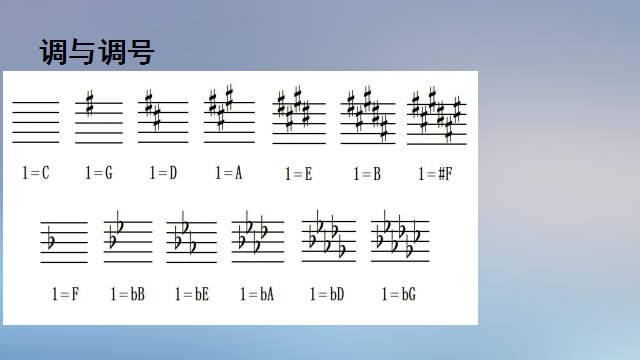 调与调号
1=C 1=G 1=D 1=A 1=E 1=B 1=#F
1=F 1=bB 1=bE 1=bA 1=bD 1=bG